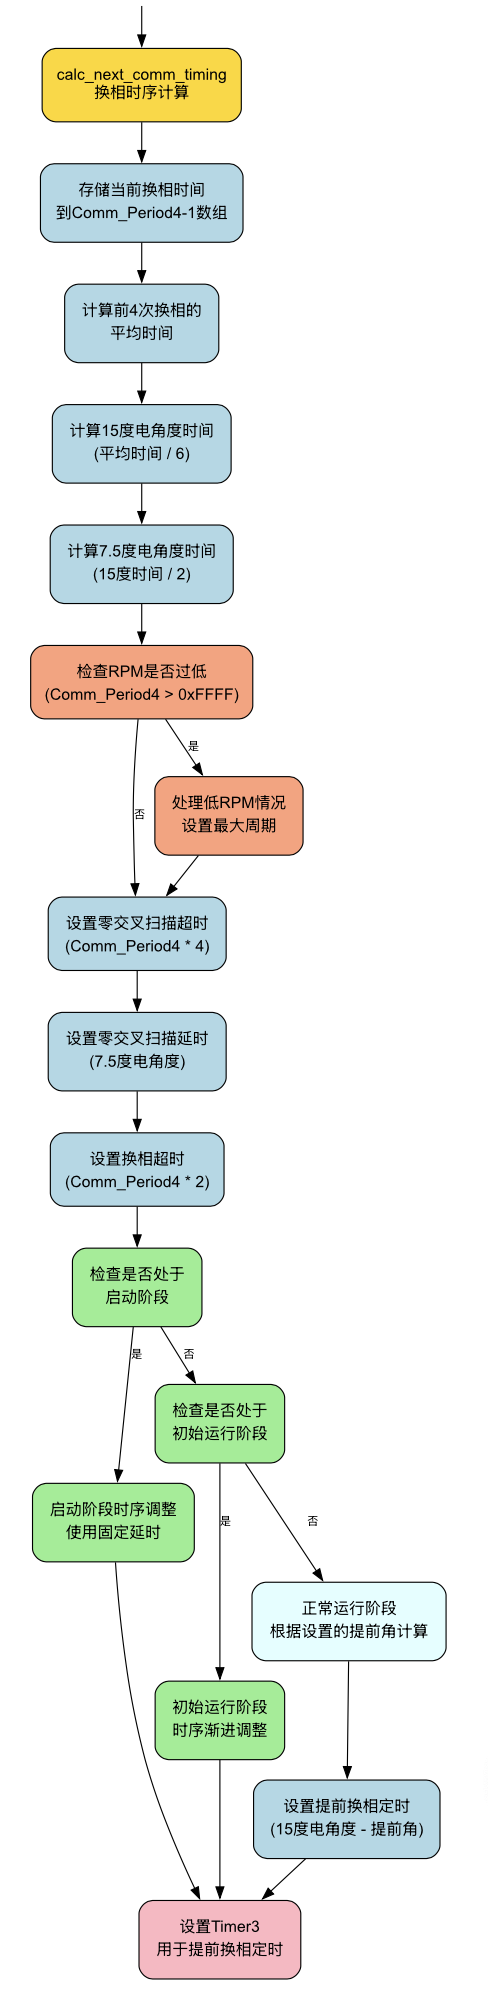 calc_next_comm_timing
换相时序计算
存储当前换相时间
到Comm_Period4-1数组
计算前4次换相的
平均时间
计算15度电角度时间
(平均时间 / 6)
计算7.5度电角度时间
(15度时间 / 2)
检查RPM是否过低
(Comm_Period4 > 0xFFFF)
是
处理低RPM情况
设置最大周期
否
设置零交叉扫描超时
(Comm_Period4 * 4)
设置零交叉扫描延时
(7.5度电角度)
设置换相超时
(Comm_Period4 * 2)
检查是否处于
启动阶段
是
否
检查是否处于
初始运行阶段
启动阶段时序调整
使用固定延时
是
否
正常运行阶段
根据设置的提前角计算
初始运行阶段
时序渐进调整
设置提前换相定时
(15度电角度 - 提前角)
设置Timer3
用于提前换相定时